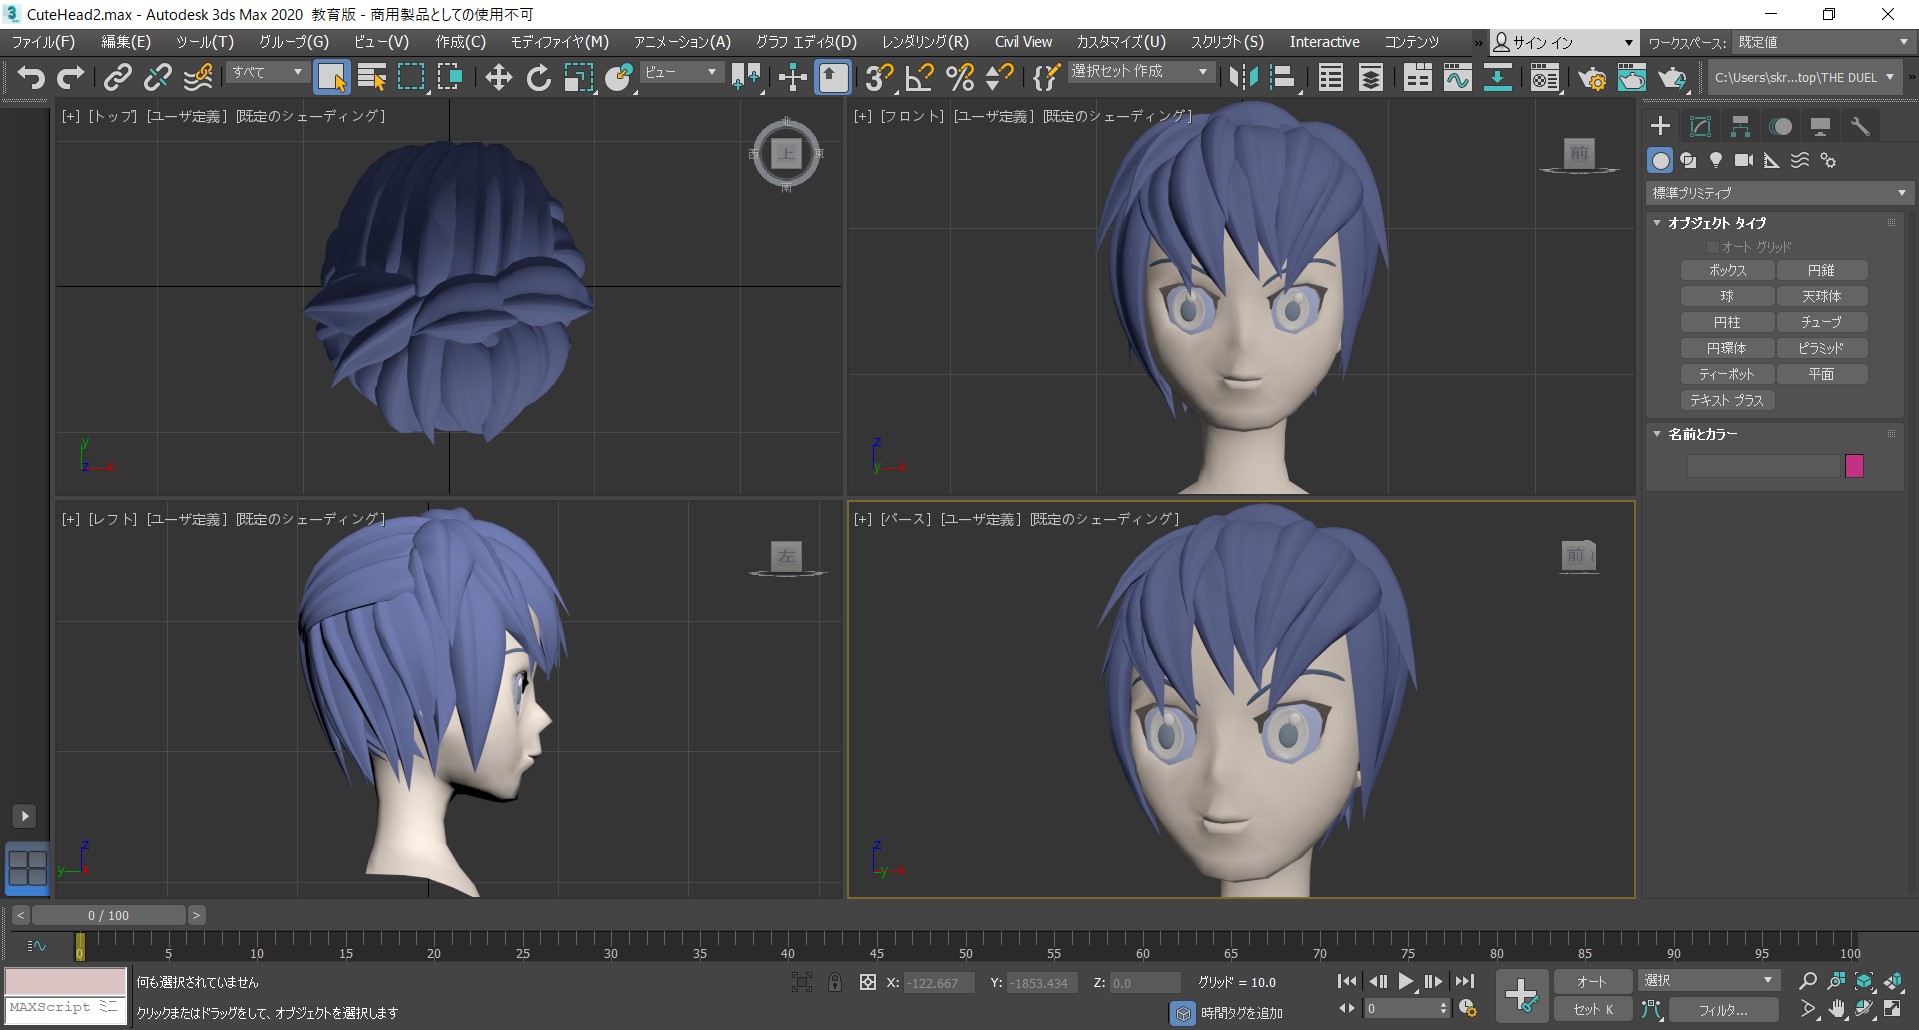 CuteHead2.max - Autodesk 3ds Max 2020 教育版 - 商用製品としての使用不可
ファイル(F) 編集(E) ツール(T) グループ(G) ビュー(V) 作成(C) モディファイヤ(M) アニメーション(A) グラフ エディタ(D) レンダリング(R) Civil View カスタマイズ(U) スクリプト(S) Interactive コンテンツ » サイン イン ワークスペース: 既定値
すべて ビュー 選択セット 作成 C:\Users\skr...top\THE DUEL »
[+] [トップ] [ユーザ定義] [既定のシェーディング]
北
西 上 東
南
[+] [フロント] [ユーザ定義] [既定のシェーディング]
前
標準プリミティブ
オブジェクト タイプ
オート グリッド
ボックス 円錐
球 天球体
円柱 チューブ
円環体 ピラミッド
ティーポット 平面
テキスト プラス
名前とカラー
y
z x
z
y x
[+] [レフト] [ユーザ定義] [既定のシェーディング]
左
[+] [パース] [ユーザ定義] [既定のシェーディング]
前
z
y x
z
y x
< 0 / 100 >
0 5 10 15 20 25 30 35 40 45 50 55 60 65 70 75 80 85 90 95 100
何も選択されていません
X: -122.667 Y: -1853.434 Z: 0.0 グリッド = 10.0
オート 選択
MAXScript ミニ
クリックまたはドラッグをして、オブジェクトを選択します
時間タグを追加
0
セット K フィルタ...